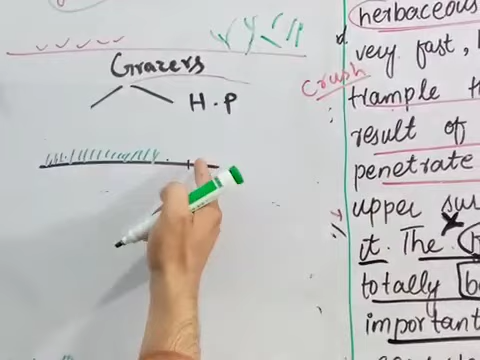 Grazers
H.P
herbaceous
d.
very fast,
Crush
trample
result of
penetrate
upper
it. The
totally
important